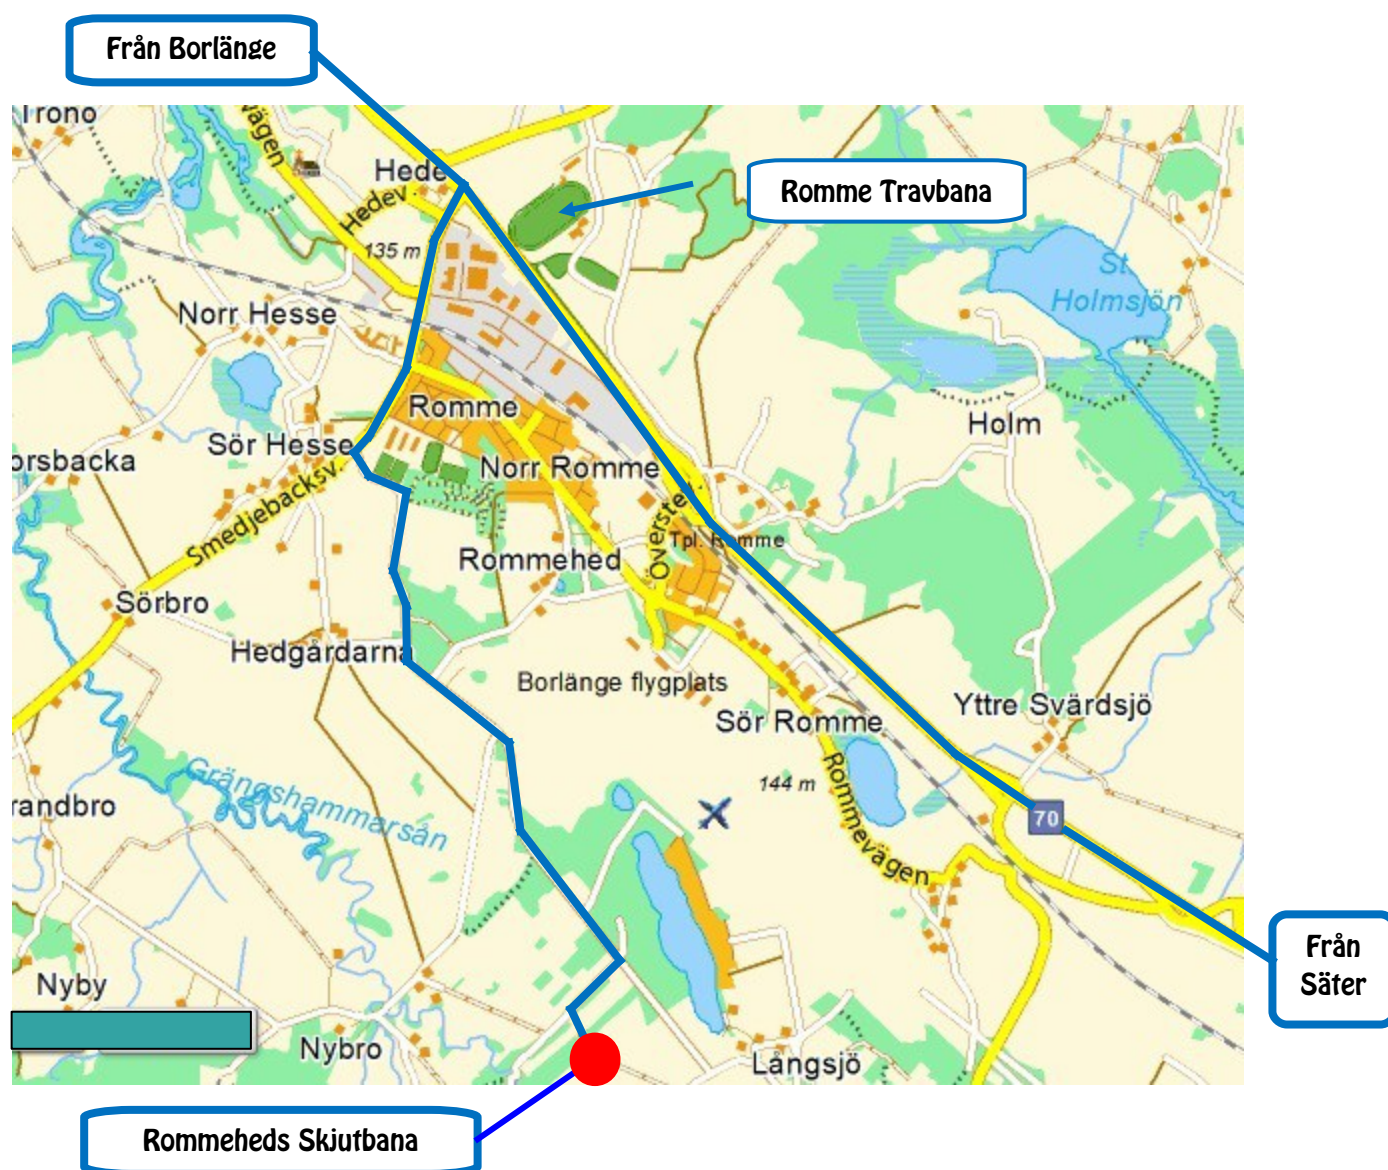 Från Borlänge
Trono
vägen
Hede
Hedev.
135 m
Romme Travbana
St
Holmsjön
Norr Hesse
Romme
Holm
Sör Hesse
orsbacka
Norr Romme
Smedjebacksv.
Överste
Tpl. Romme
Rommehed
Sörbro
Hedgårdarna
Borlänge flygplats
Yttre Svärdsjö
Sör Romme
Grängshammarsån
144 m
Rommevägen
randbro
70
Från
Säter
Nyby
Nybro
Långsjö
Rommeheds Skjutbana